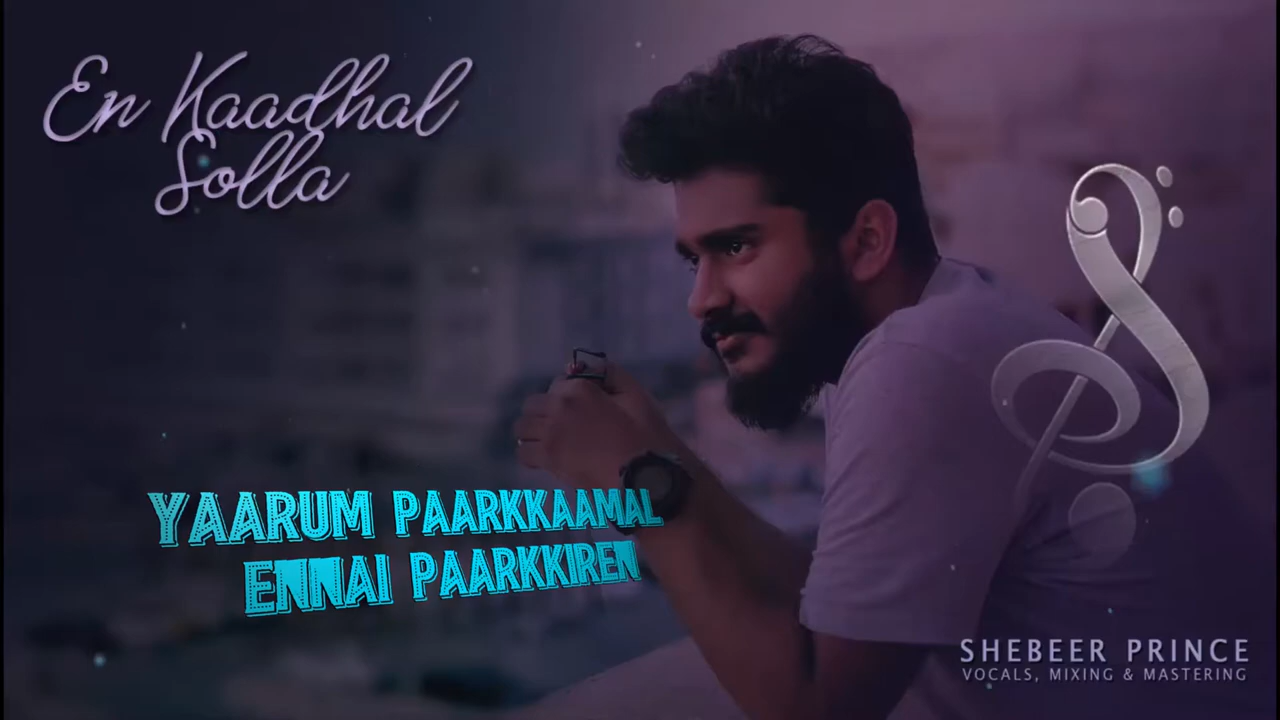 En Kaadhal
Solla
YAARUM PAARKKAAMAL
ENNAI PAARKKIREN
SHEBEER PRINCE
VOCALS, MIXING & MASTERING